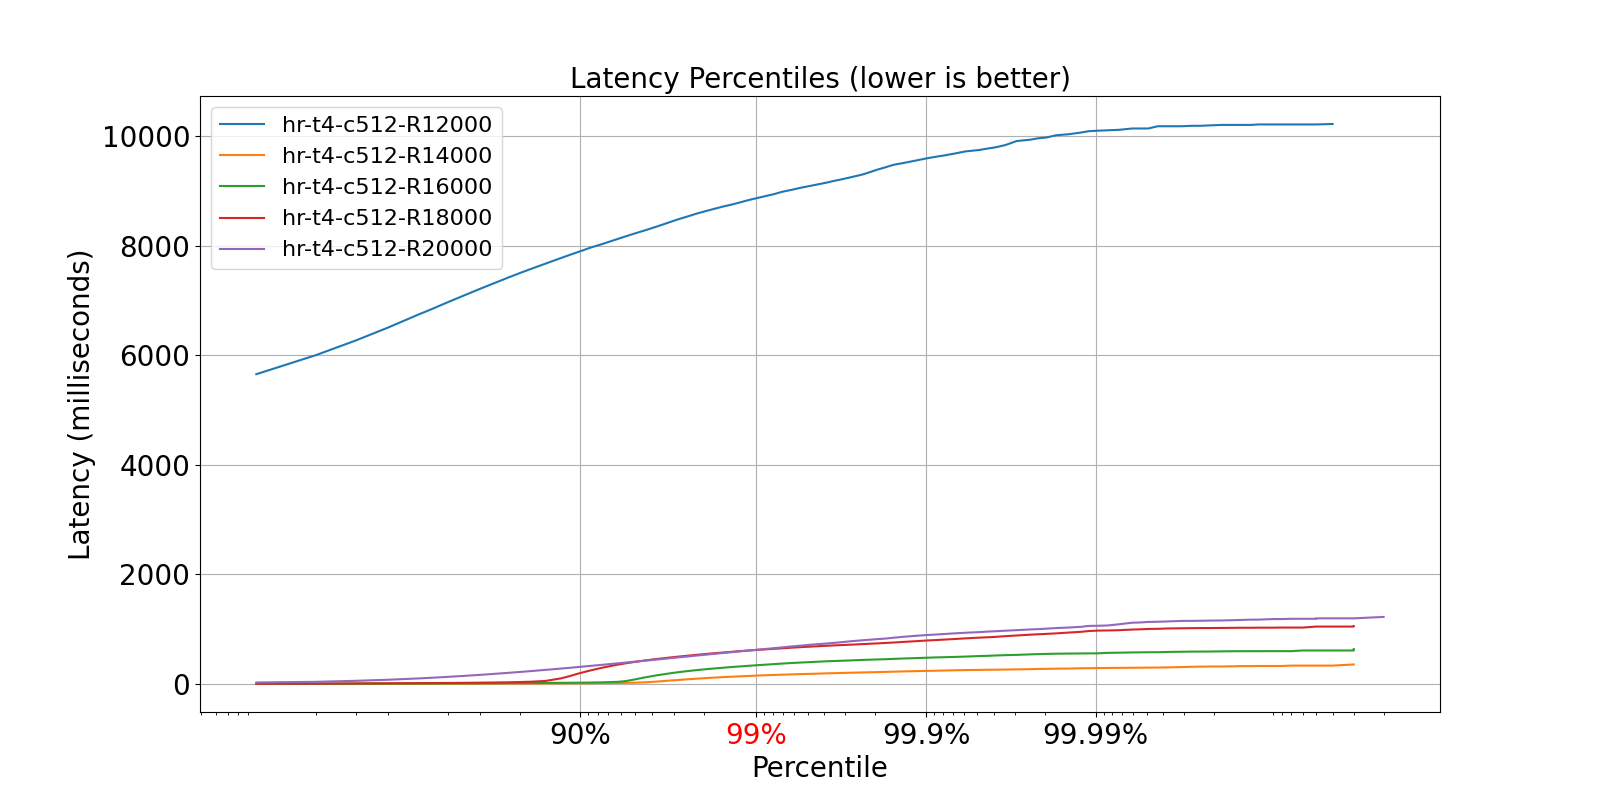 Latency Percentiles (lower is better)
hr-t4-c512-R12000
hr-t4-c512-R14000
hr-t4-c512-R16000
hr-t4-c512-R18000
hr-t4-c512-R20000
Latency (milliseconds)
10000
8000
6000
4000
2000
0
90%
99%
99.9%
99.99%
Percentile